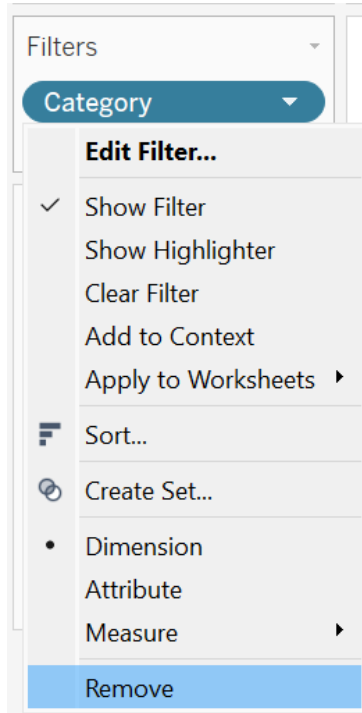 Filters
Category
Edit Filter...
Show Filter
Show Highlighter
Clear Filter
Add to Context
Apply to Worksheets
Sort...
Create Set...
Dimension
Attribute
Measure
Remove